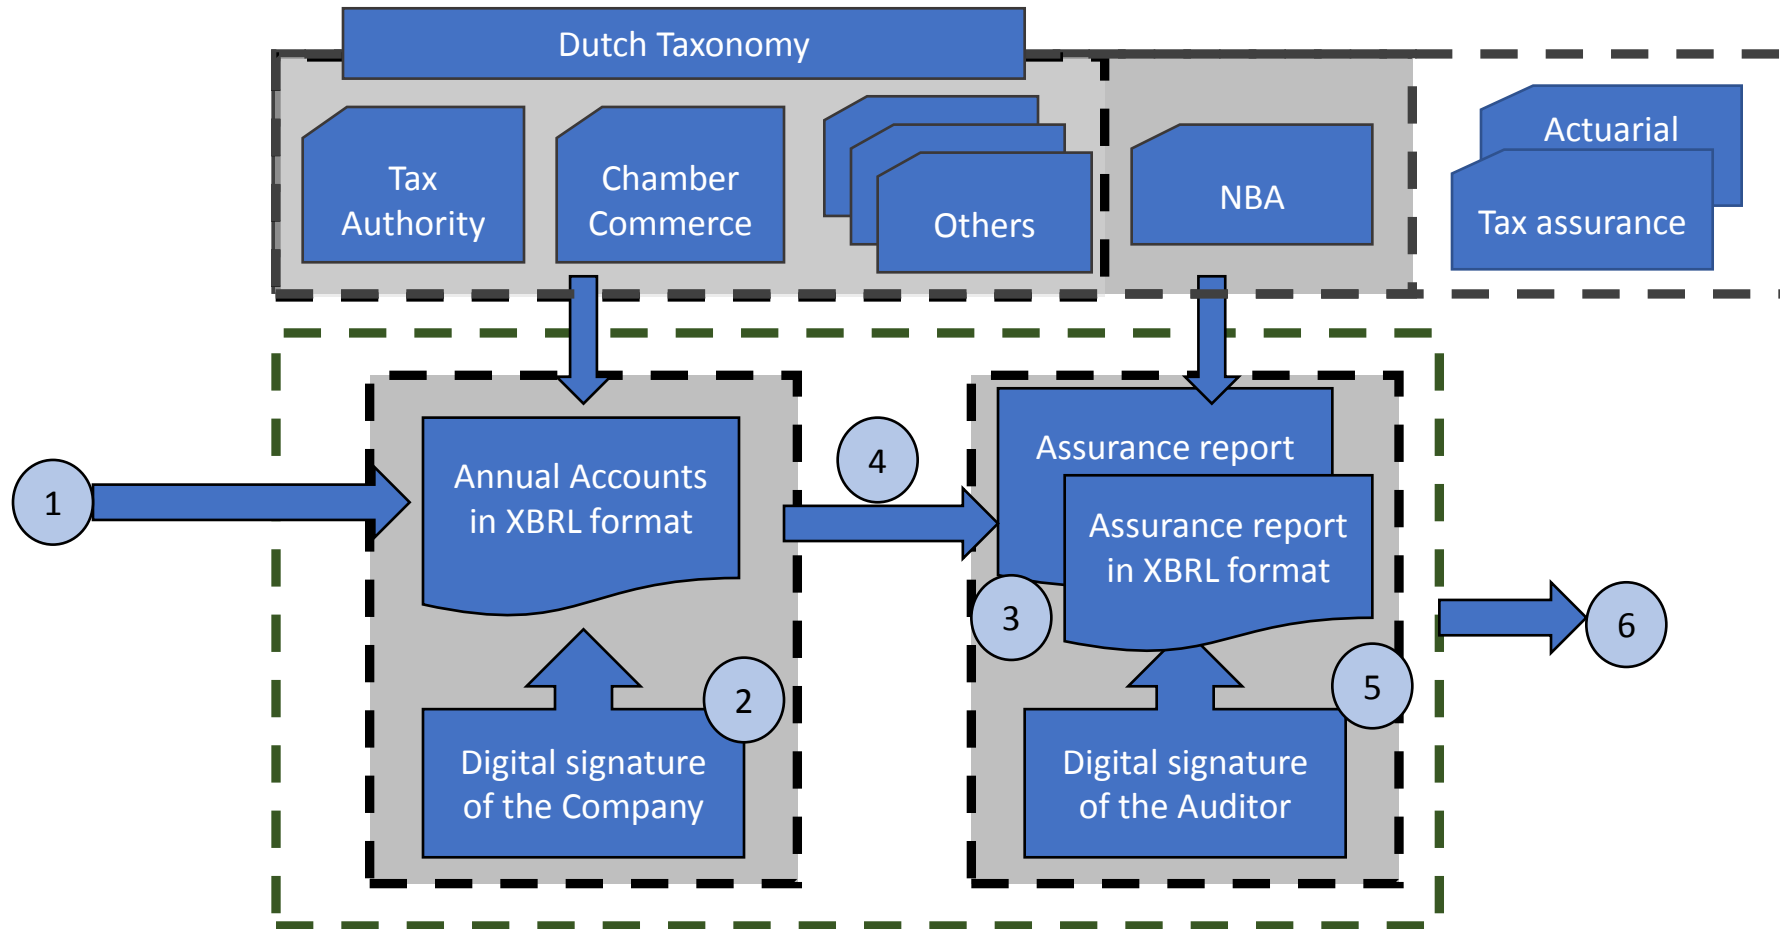 Dutch Taxonomy
Tax
Authority
Chamber
Commerce
Others
NBA
Actuarial
Tax assurance
1
Annual Accounts
in XBRL format
4
Assurance report
Assurance report
in XBRL format
3
2
Digital signature
of the Company
5
Digital signature
of the Auditor
6